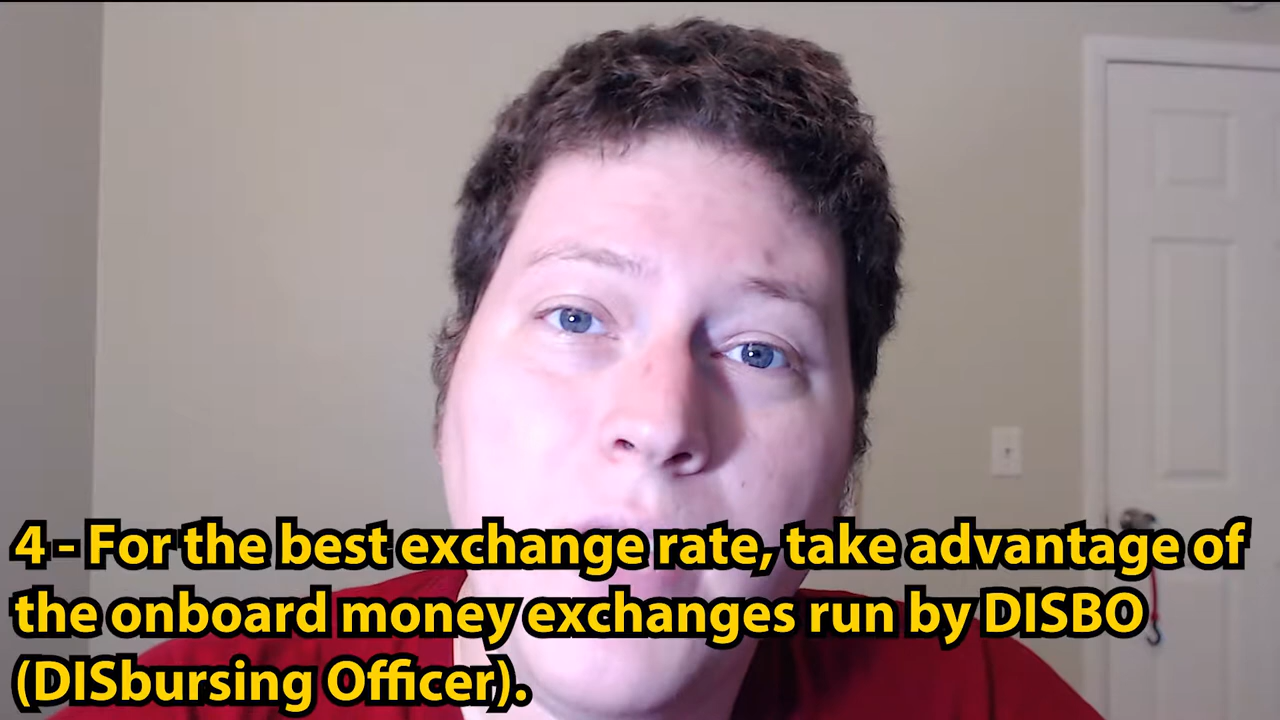 4 - For the best exchange rate, take advantage of
the onboard money exchanges run by DISBO
(DISbursing Officer).